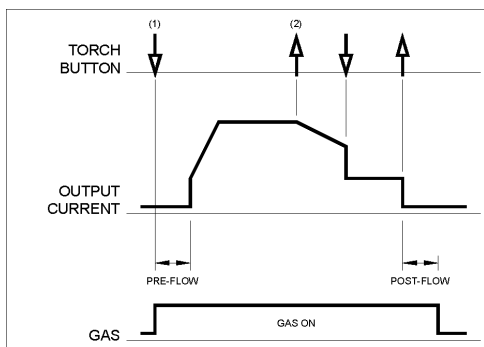 (1)
(2)
TORCH
BUTTON
OUTPUT
CURRENT
PRE-FLOW
POST-FLOW
GAS ON
GAS